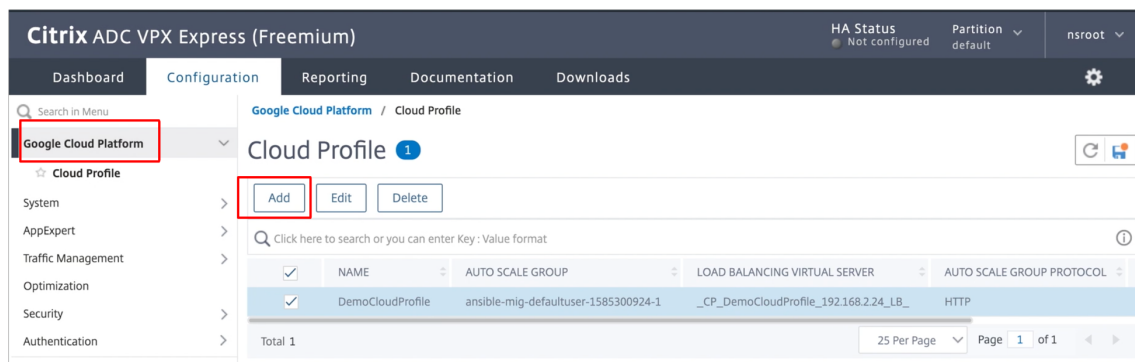 Citrix ADC VPX Express (Freemium)
HA Status
Not configured
Partition
default
nsroot
Dashboard Configuration Reporting Documentation Downloads
Search in Menu
Google Cloud Platform
Cloud Profile
System
AppExpert
Traffic Management
Optimization
Security
Authentication
Google Cloud Platform / Cloud Profile
Cloud Profile 1
Add Edit Delete
Click here to search or you can enter Key : Value format
NAME AUTO SCALE GROUP LOAD BALANCING VIRTUAL SERVER AUTO SCALE GROUP PROTOCOL
DemoCloudProfile ansible-mig-defaultuser-1585300924-1 _CP_DemoCloudProfile_192.168.2.24_LB_ HTTP
Total 1 25 Per Page Page 1 of 1